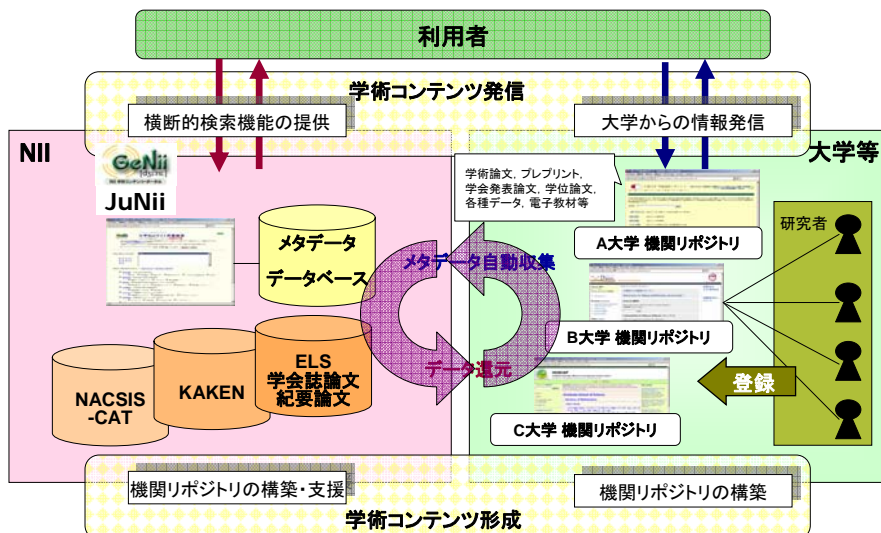 利用者
学術コンテンツ発信
横断的検索機能の提供
大学からの情報発信
NII
大学等
GeNii
JuNii
学術論文, プレプリント,
学会発表論文, 学位論文,
各種データ, 電子教材等
研究者
A大学 機関リポジトリ
メタデータ
データベース
メタデータ自動収集
B大学 機関リポジトリ
ELS
学会誌論文
紀要論文
KAKEN
NACSIS
-CAT
データ還元
登録
C大学 機関リポジトリ
機関リポジトリの構築・支援
機関リポジトリの構築
学術コンテンツ形成